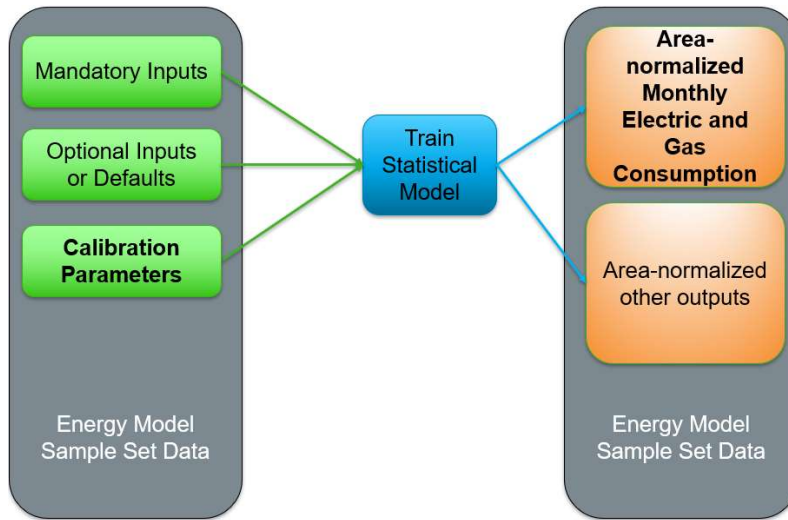 Mandatory Inputs
Optional Inputs
or Defaults
Calibration
Parameters
Energy Model
Sample Set Data
Train
Statistical
Model
Area-
normalized
Monthly
Electric and
Gas
Consumption
Area-normalized
other outputs
Energy Model
Sample Set Data